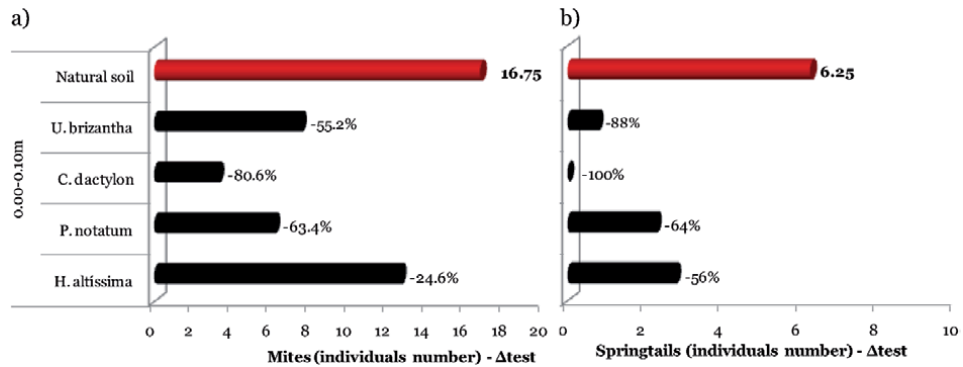 a)
0.00-0.10m
Natural soil
16.75
U. brizantha
-55.2%
C. dactylon
-80.6%
P. notatum
-63.4%
H. altissima
-24.6%
0 2 4 6 8 10 12 14 16 18 20
Mites (individuals number) - Δtest
b)
6.25
-88%
-100%
-64%
-56%
0 2 4 6 8 10
Springtails (individuals number) - Δtest